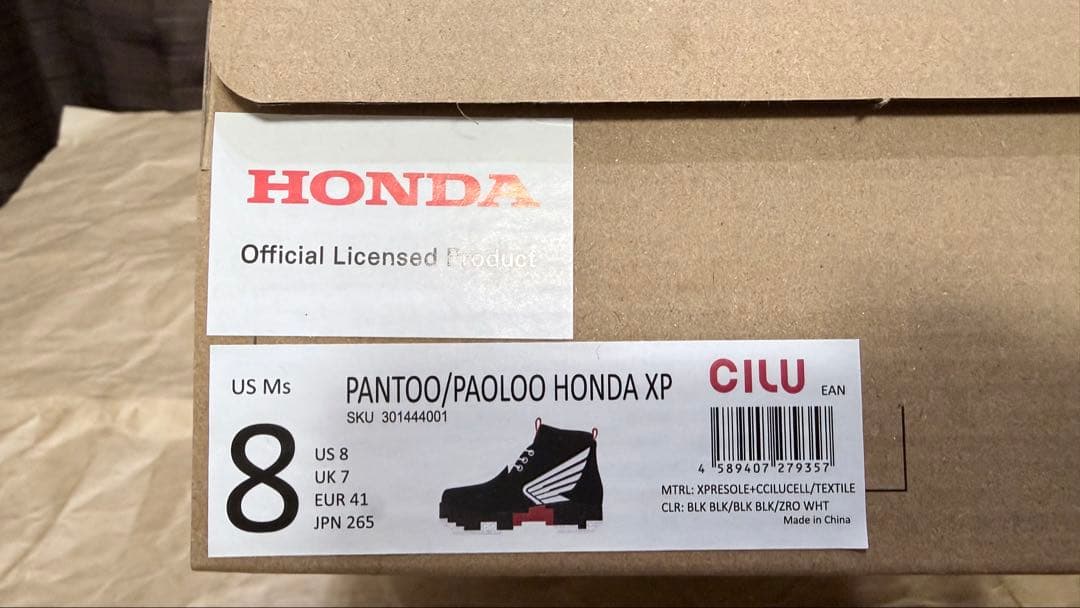 HONDA
Official Licensed Product
US Ms
8
US 8
UK 7
EUR 41
JPN 265
PANTOO/PAOLOO HONDA XP
SKU 301444001
CILU
EAN
4 589407 279357
MTRL: XPRESOLE+CCILUCELL/TEXTILE
CLR: BLK BLK/BLK BLK/ZRO WHT
Made in China